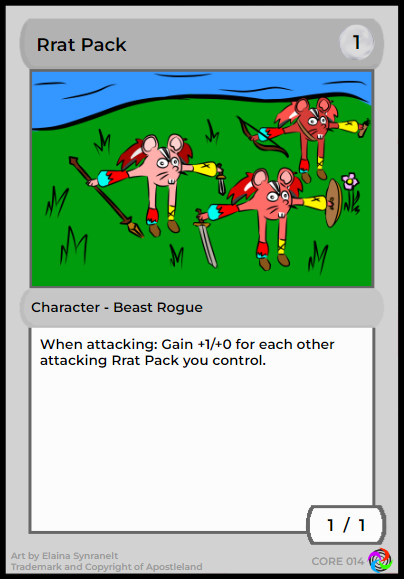 Rrat Pack
1
Character - Beast Rogue
When attacking: Gain +1/+0 for each other
attacking Rrat Pack you control.
1 / 1
Art by Elaina Synranelt
Trademark and Copyright of Apostleland
CORE 014